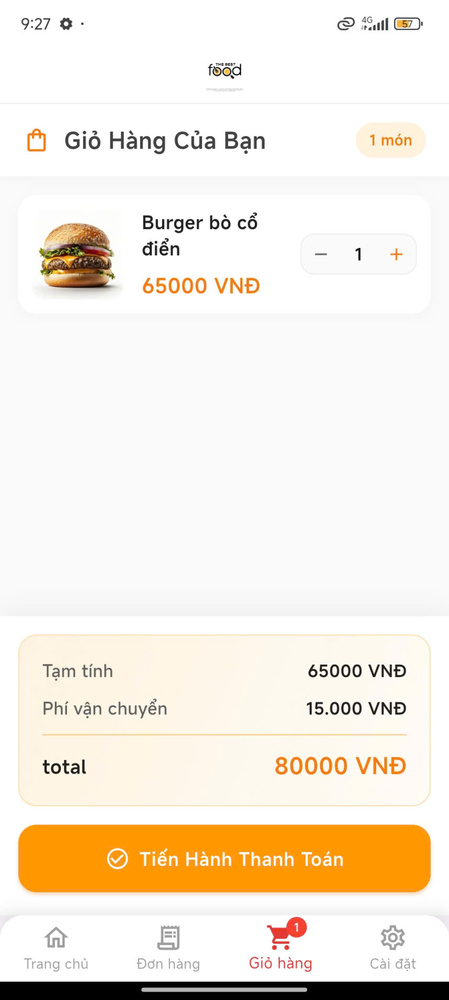 9:27
4G
57
THE BEST
food
Giỏ Hàng Của Bạn
1 món
Burger bò cổ
điển
65000 VNĐ
1
Tạm tính
65000 VNĐ
Phí vận chuyển
15.000 VNĐ
total
80000 VNĐ
Tiến Hành Thanh Toán
1
Trang chủ
Đơn hàng
Giỏ hàng
Cài đặt